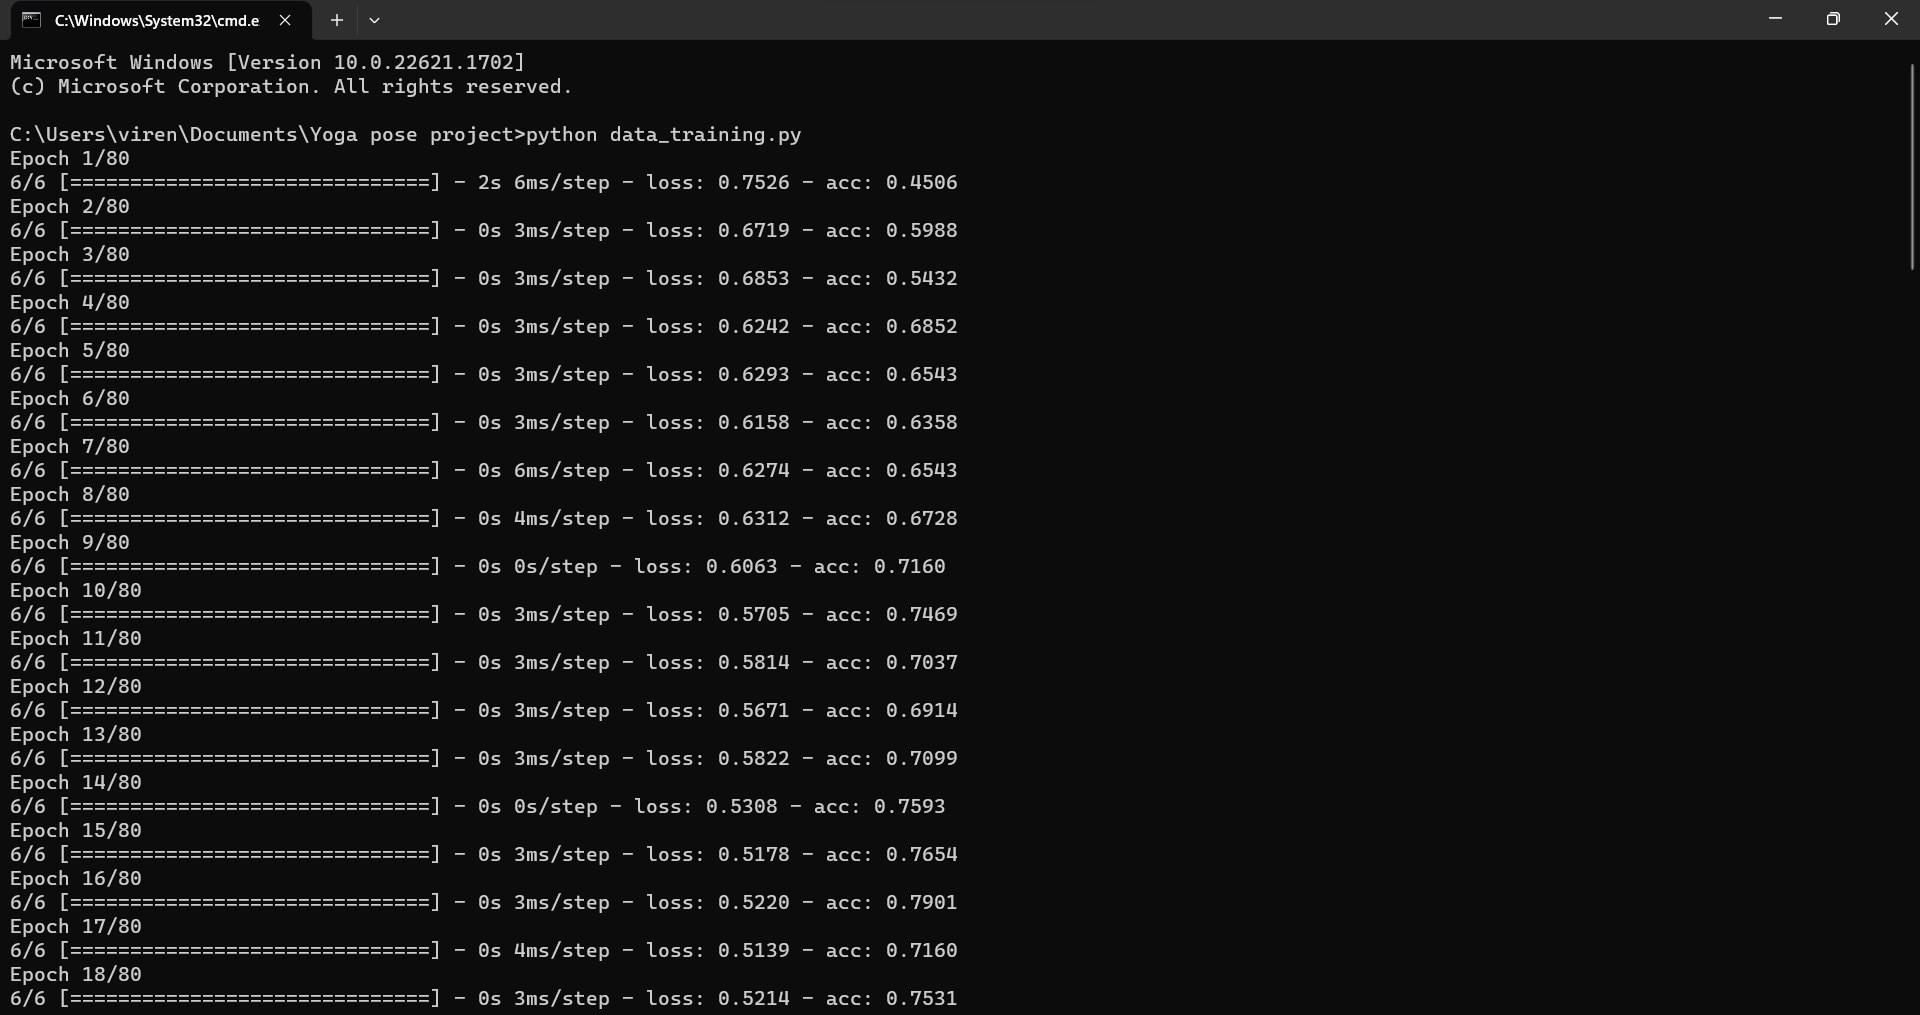 C:\Windows\System32\cmd.e
Microsoft Windows [Version 10.0.22621.1702]
(c) Microsoft Corporation. All rights reserved.
C:\Users\viren\Documents\Yoga pose project>python data_training.py
Epoch 1/80
6/6 [==============================] - 2s 6ms/step - loss: 0.7526 - acc: 0.4506
Epoch 2/80
6/6 [==============================] - 0s 3ms/step - loss: 0.6719 - acc: 0.5988
Epoch 3/80
6/6 [==============================] - 0s 3ms/step - loss: 0.6853 - acc: 0.5432
Epoch 4/80
6/6 [==============================] - 0s 3ms/step - loss: 0.6242 - acc: 0.6852
Epoch 5/80
6/6 [==============================] - 0s 3ms/step - loss: 0.6293 - acc: 0.6543
Epoch 6/80
6/6 [==============================] - 0s 3ms/step - loss: 0.6158 - acc: 0.6358
Epoch 7/80
6/6 [==============================] - 0s 6ms/step - loss: 0.6274 - acc: 0.6543
Epoch 8/80
6/6 [==============================] - 0s 4ms/step - loss: 0.6312 - acc: 0.6728
Epoch 9/80
6/6 [==============================] - 0s 0s/step - loss: 0.6063 - acc: 0.7160
Epoch 10/80
6/6 [==============================] - 0s 3ms/step - loss: 0.5705 - acc: 0.7469
Epoch 11/80
6/6 [==============================] - 0s 3ms/step - loss: 0.5814 - acc: 0.7037
Epoch 12/80
6/6 [==============================] - 0s 3ms/step - loss: 0.5671 - acc: 0.6914
Epoch 13/80
6/6 [==============================] - 0s 3ms/step - loss: 0.5822 - acc: 0.7099
Epoch 14/80
6/6 [==============================] - 0s 0s/step - loss: 0.5308 - acc: 0.7593
Epoch 15/80
6/6 [==============================] - 0s 3ms/step - loss: 0.5178 - acc: 0.7654
Epoch 16/80
6/6 [==============================] - 0s 3ms/step - loss: 0.5220 - acc: 0.7901
Epoch 17/80
6/6 [==============================] - 0s 4ms/step - loss: 0.5139 - acc: 0.7160
Epoch 18/80
6/6 [==============================] - 0s 3ms/step - loss: 0.5214 - acc: 0.7531